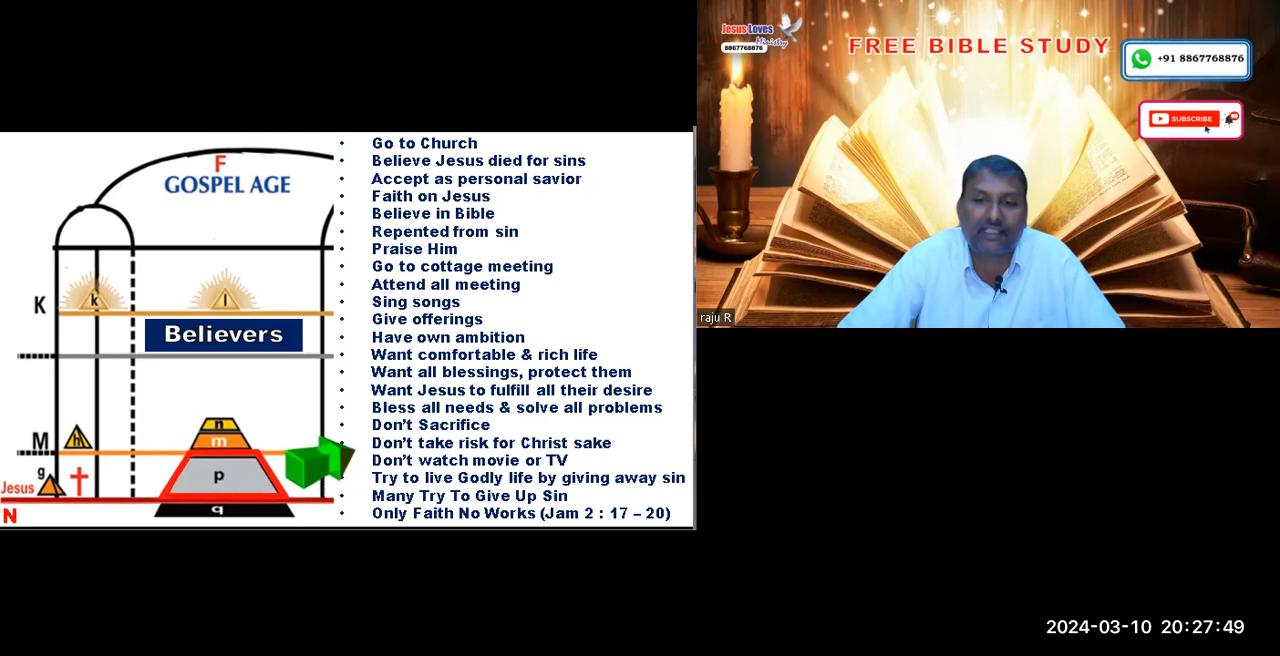 F
GOSPEL AGE
K
k
l
Believers
M
h
n
m
g
p
Jesus
q
N
• Go to Church
• Believe Jesus died for sins
• Accept as personal savior
• Faith on Jesus
• Believe in Bible
• Repented from sin
• Praise Him
• Go to cottage meeting
• Attend all meeting
• Sing songs
• Give offerings
• Have own ambition
• Want comfortable & rich life
• Want all blessings, protect them
• Want Jesus to fulfill all their desire
• Bless all needs & solve all problems
• Don't Sacrifice
• Don't take risk for Christ sake
Don't watch movie or TV
• Try to live Godly life by giving away sin
• Many Try To Give Up Sin
• Only Faith No Works (Jam 2 : 17 – 20)
Jesus Loves
Ministry
8867768876
FREE BIBLE STUDY
+91 8867768876
SUBSCRIBE
raju R
2024-03-10 20:27:49